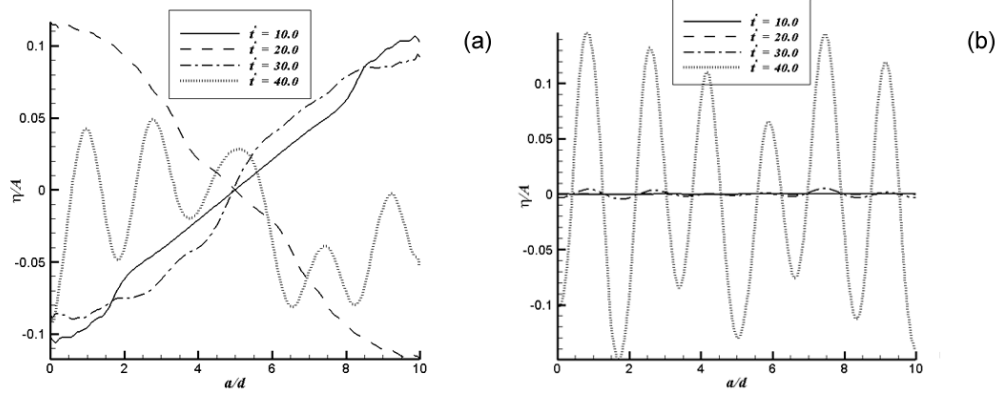 t* = 10.0
t* = 20.0
t* = 30.0
t* = 40.0
(a)
η/A
0.1
0.05
0
-0.05
-0.1
0 2 4 6 8 10
a/d
t* = 10.0
t* = 20.0
t* = 30.0
t* = 40.0
(b)
η/A
0.1
0.05
0
-0.05
-0.1
0 2 4 6 8 10
a/d